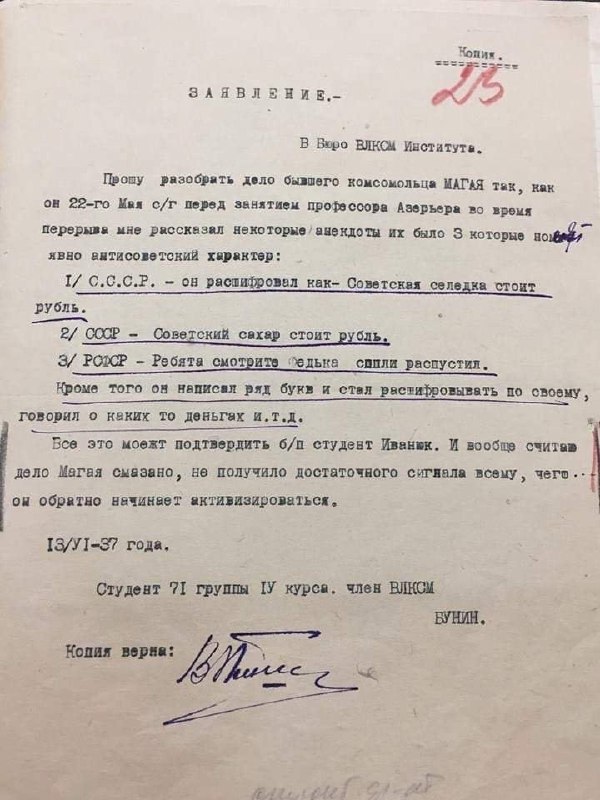 Копия.
23
ЗАЯВЛЕНИЕ.-
В Бюро ВЛКСМ Института.
Прошу разобрать дело бывшего комсомольца МАГАЯ так, как
он 22-го Мая с/г перед занятием профессора Азерьера во время
перерыва мне рассказал некоторые анекдоты их было 3 которые
явно антисоветский характер:
1/ С.С.С.Р. - он расшифровал как- Советская селедка стоит
рубль.
2/ СССР - Советский сахар стоит рубль.
3/ РСФСР - Ребята смотрите Федька сопли распустил.
Кроме того он написал ряд букв и стал расшифровывать по своему,
говорил о каких то деньгах и.т.д.
Все это моежт подтвердить б/п студент Иванюк. И вообще считаю
дело Магая смазано, не получило достаточного сигнала всему, чего
он обратно начинает активизироваться.
13/VI-37 года.
Студент 71 группы IV курса. член ВЛКСМ
БУНИН.
Копия верна: